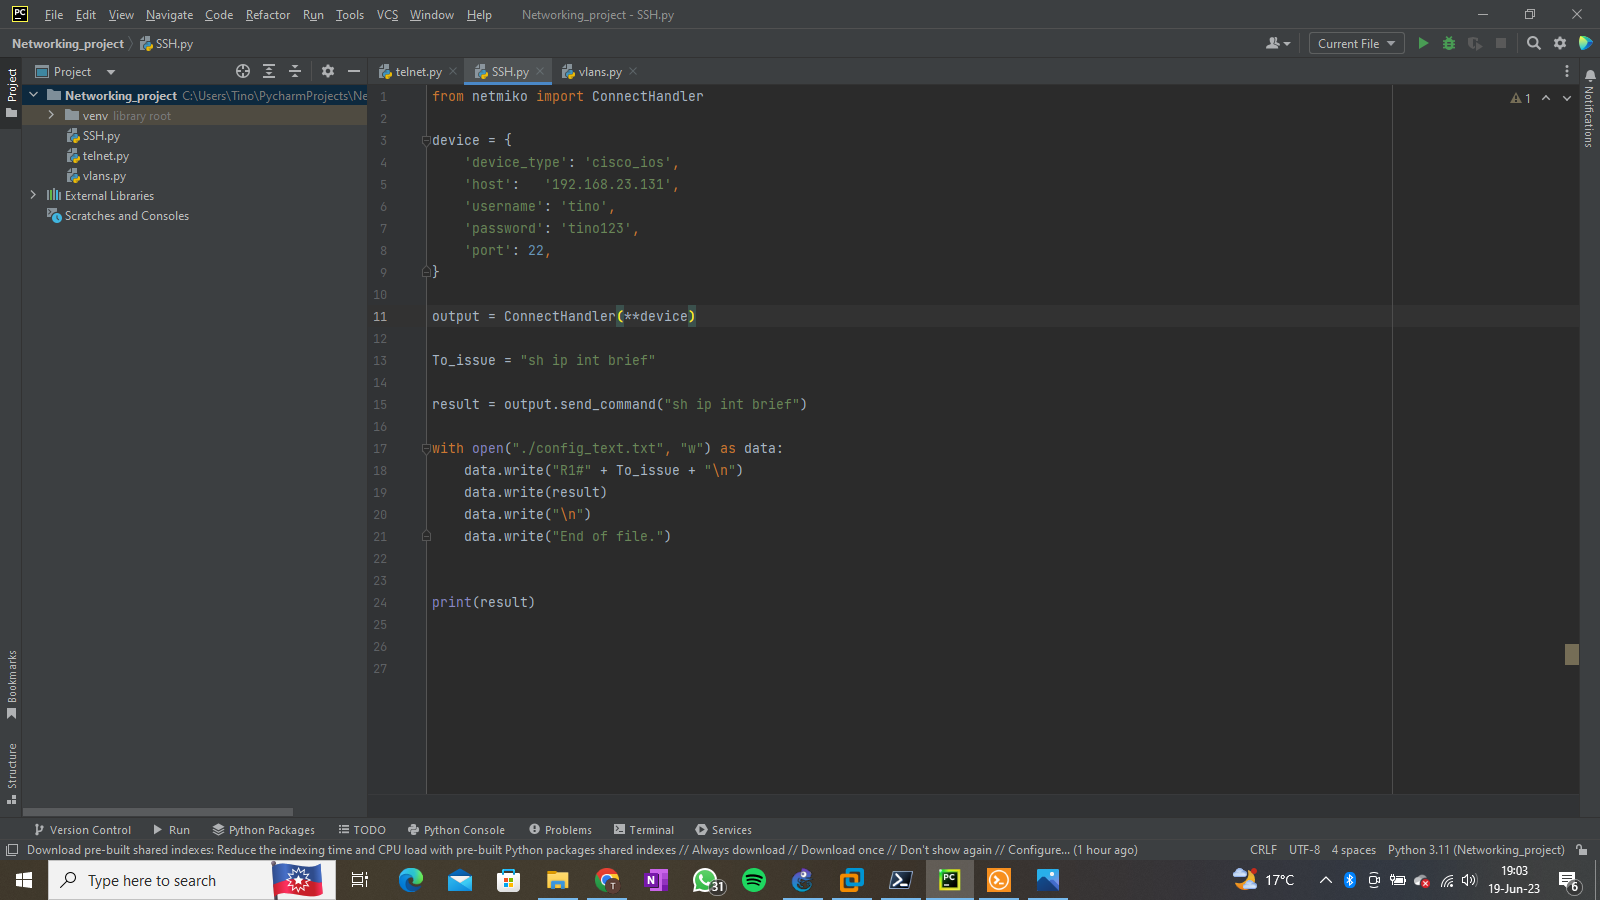 PC File Edit View Navigate Code Refactor Run Tools VCS Window Help Networking_project - SSH.py
Networking_project SSH.py Current File
Project telnet.py SSH.py vlans.py
Project
Networking_project C:\Users\Tino\PycharmProjects\Ne
venv library root
SSH.py
telnet.py
vlans.py
External Libraries
Scratches and Consoles
1 from netmiko import ConnectHandler
2
3 device = {
4 'device_type': 'cisco_ios',
5 'host':   '192.168.23.131',
6 'username': 'tino',
7 'password': 'tino123',
8 'port': 22,
9 }
10
11 output = ConnectHandler(**device)
12
13 To_issue = "sh ip int brief"
14
15 result = output.send_command("sh ip int brief")
16
17 with open("./config_text.txt", "w") as data:
18 data.write("R1#" + To_issue + "\n")
19 data.write(result)
20 data.write("\n")
21 data.write("End of file.")
22
23
24 print(result)
25
26
27
1
Notifications
Bookmarks
Structure
Version Control Run Python Packages TODO Python Console Problems Terminal Services
Download pre-built shared indexes: Reduce the indexing time and CPU load with pre-built Python packages shared indexes // Always download // Download once // Don't show again // Configure... (1 hour ago) CRLF UTF-8 4 spaces Python 3.11 (Networking_project)
Type here to search 31 PC 17°C 19:03
19-Jun-23 6